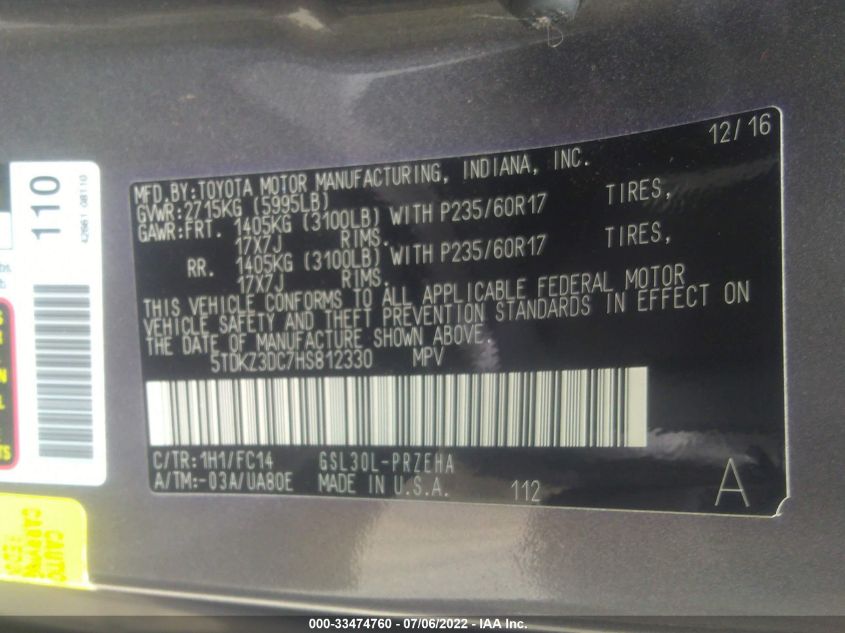 12/16
MFD.BY:TOYOTA MOTOR MANUFACTURING, INDIANA, INC.
GVWR:2715KG (5995LB)
GAWR:FRT. 1405KG (3100LB) WITH P235/60R17 TIRES,
17X7J RIMS.
RR. 1405KG (3100LB) WITH P235/60R17 TIRES,
17X7J RIMS.
THIS VEHICLE CONFORMS TO ALL APPLICABLE FEDERAL MOTOR
VEHICLE SAFETY AND THEFT PREVENTION STANDARDS IN EFFECT ON
THE DATE OF MANUFACTURE SHOWN ABOVE.
5TDKZ3DC7HS812330 MPV
C/TR:1H1/FC14 GSL30L-PRZEHA
A/TM:-03A/UA80E MADE IN U.S.A. 112 A
110
42661-08110
000-33474760 - 07/06/2022 - IAA Inc.